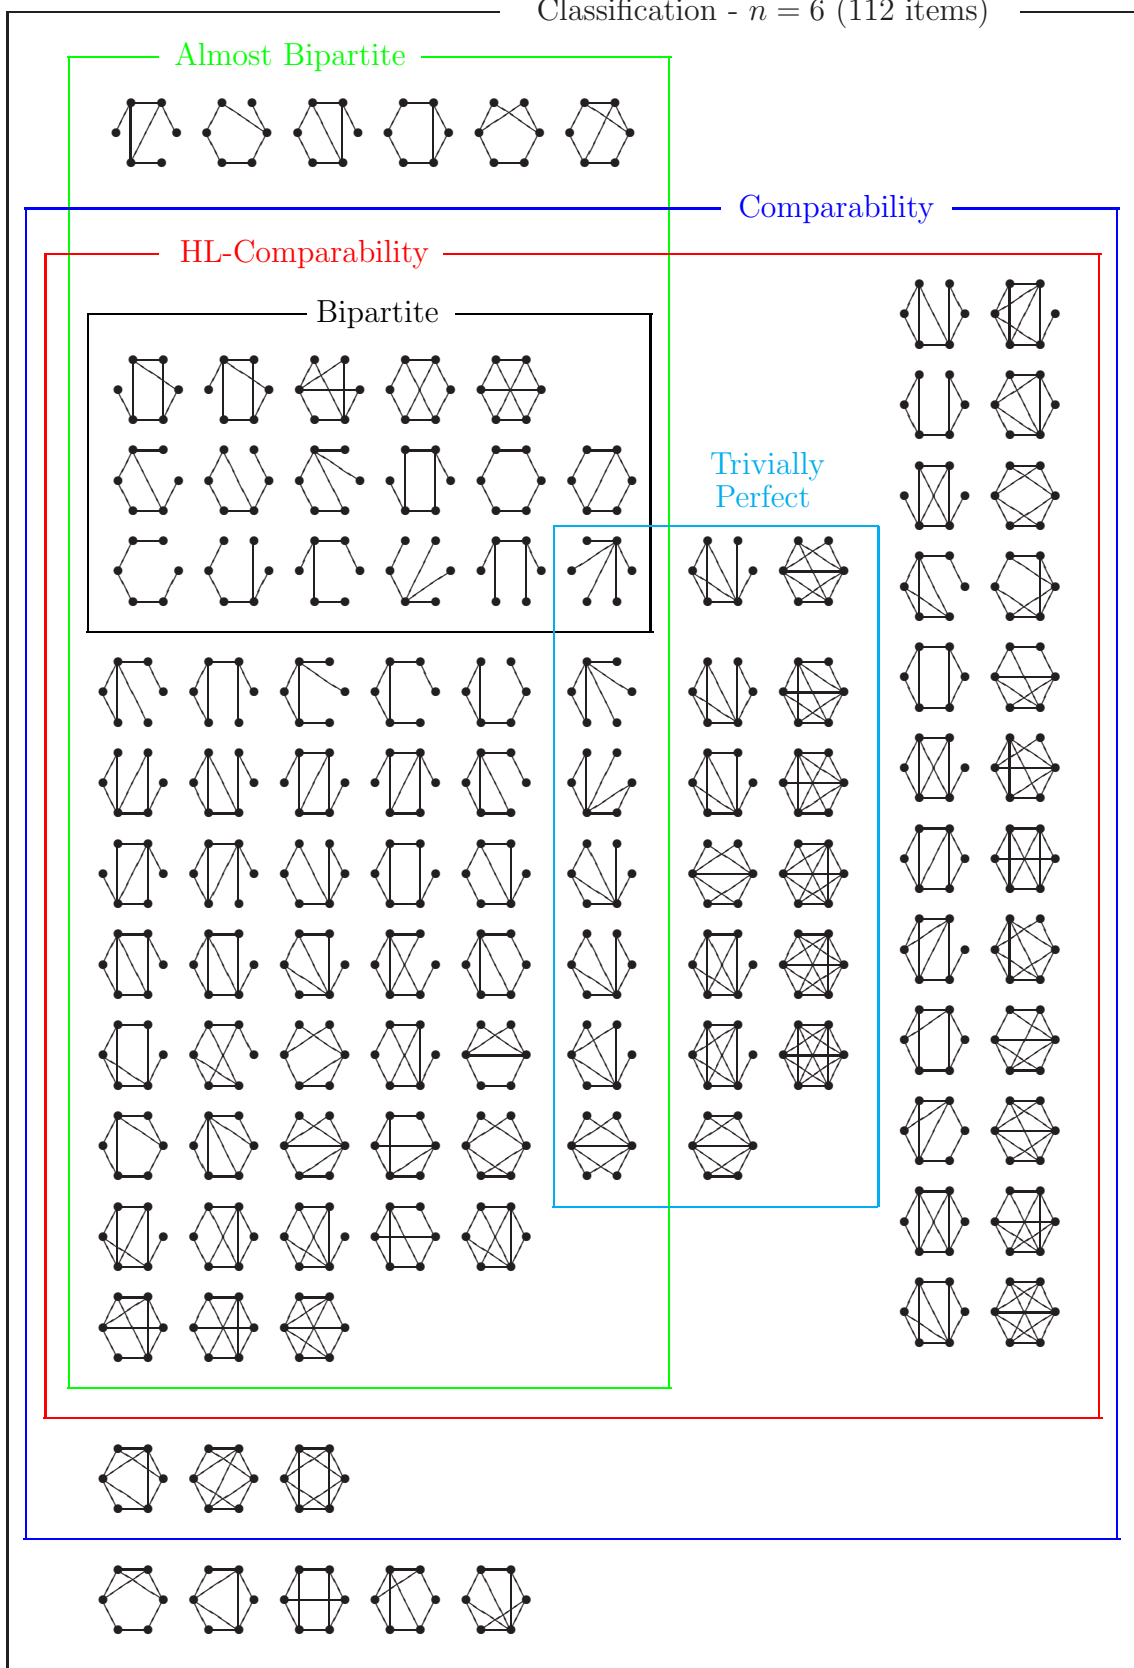 Classification - n = 6 (112 items)
Almost Bipartite
Comparability
HL-Comparability
Bipartite
Trivially
Perfect